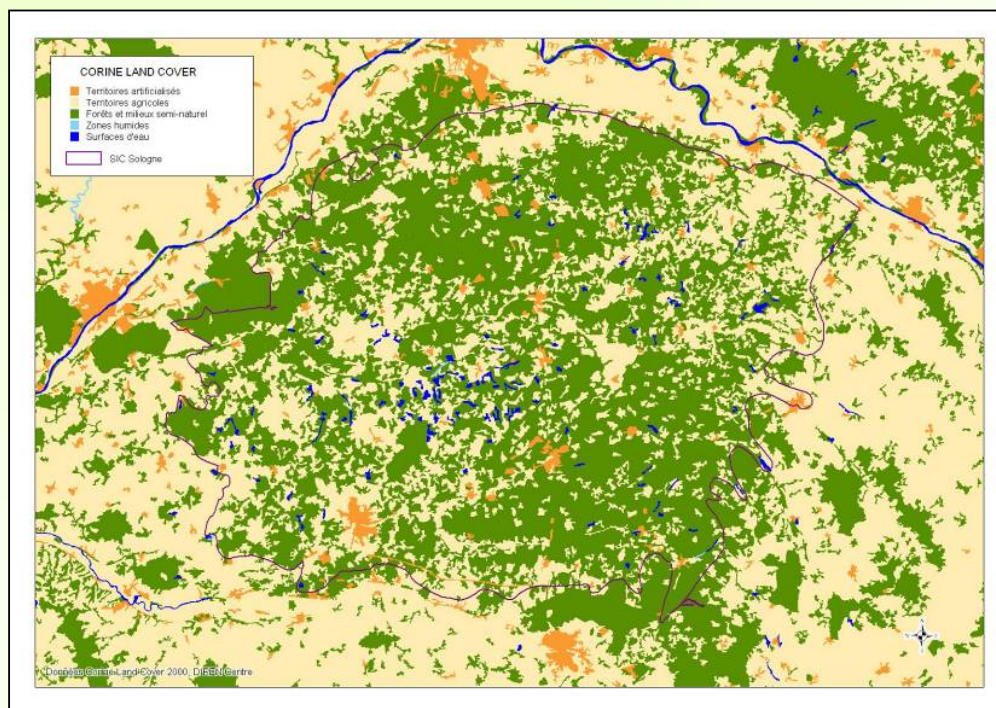 CORINE LAND COVER
Territoires artificialisés
Territoires agricoles
Forêts et milieux semi-naturel
Zones humides
Surfaces d'eau
SIC Sologne
Données Corine Land Cover 2000, DIREN Centre